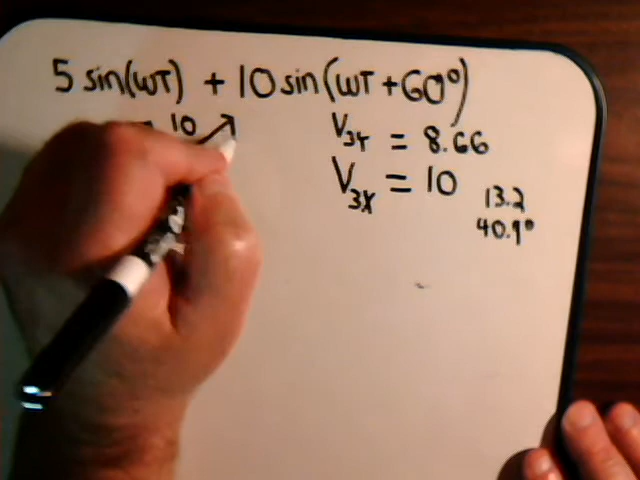 5 sin(ωT) + 10 sin(ωT + 60°)
10
V3Y = 8.66
V3X = 10
13.2
40.9°